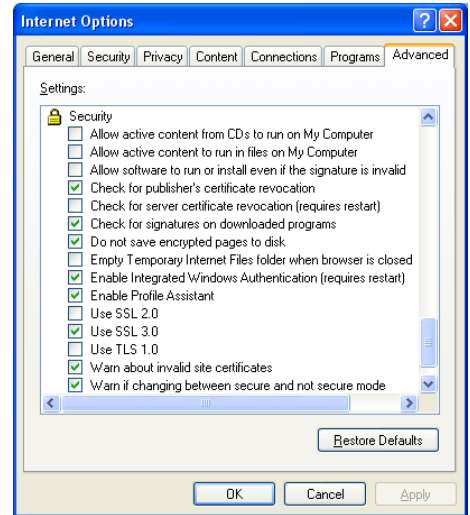 Internet Options
General Security Privacy Content Connections Programs Advanced
Settings:
Security
Allow active content from CDs to run on My Computer
Allow active content to run in files on My Computer
Allow software to run or install even if the signature is invalid
Check for publisher's certificate revocation
Check for server certificate revocation (requires restart)
Check for signatures on downloaded programs
Do not save encrypted pages to disk
Empty Temporary Internet Files folder when browser is closed
Enable Integrated Windows Authentication (requires restart)
Enable Profile Assistant
Use SSL 2.0
Use SSL 3.0
Use TLS 1.0
Warn about invalid site certificates
Warn if changing between secure and not secure mode
Restore Defaults
OK Cancel Apply